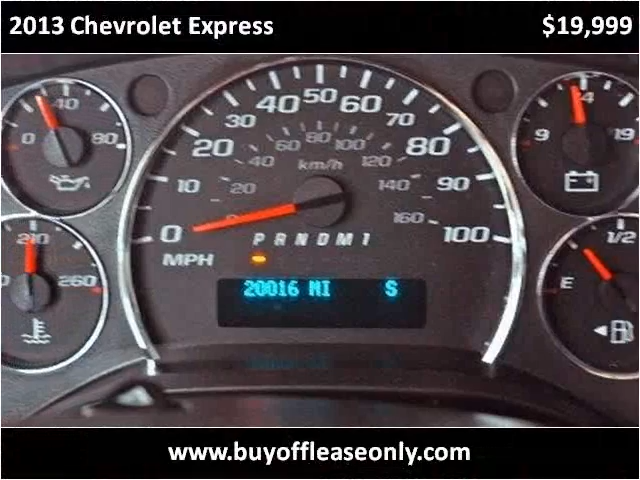 2013 Chevrolet Express $19,999
40 50 60
30 70
20 80
10 90
0 100
60 80 100
40 120
km/h
20 140
160
MPH
P R N D M 1
20016 MI S
0 40 80
210
260
9 14 19
E 1/2
www.buyoffleaseonly.com